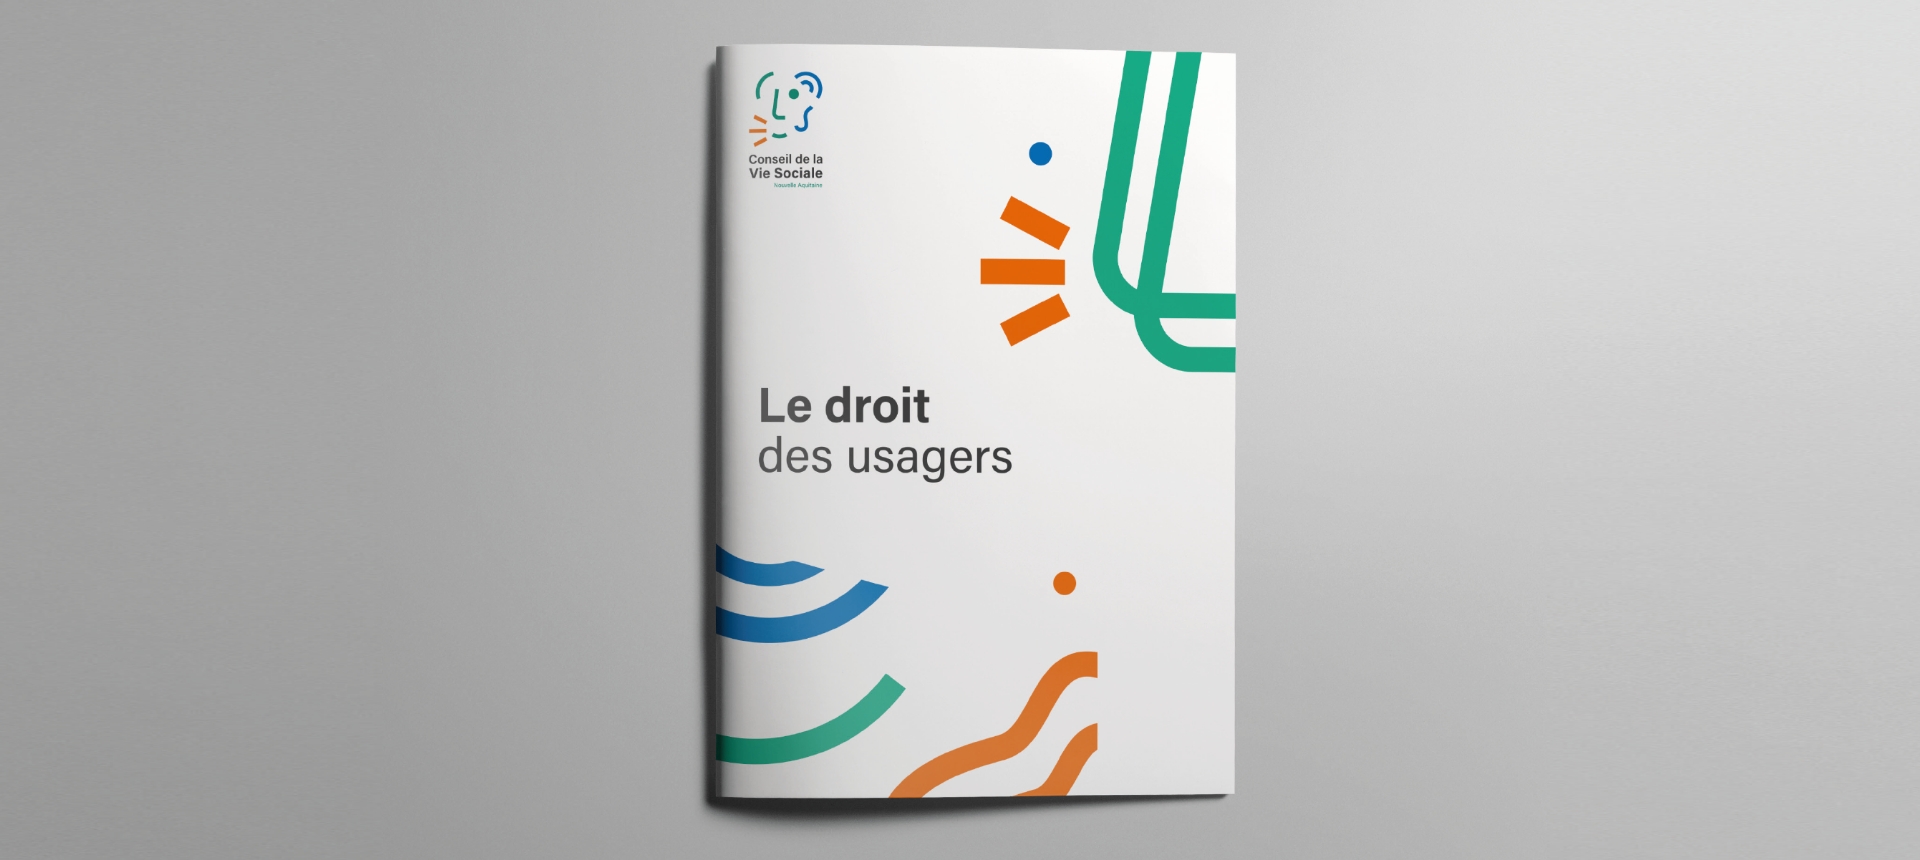 Conseil de la
Vie Sociale
Nouvelle Aquitaine
Le droit
des usagers